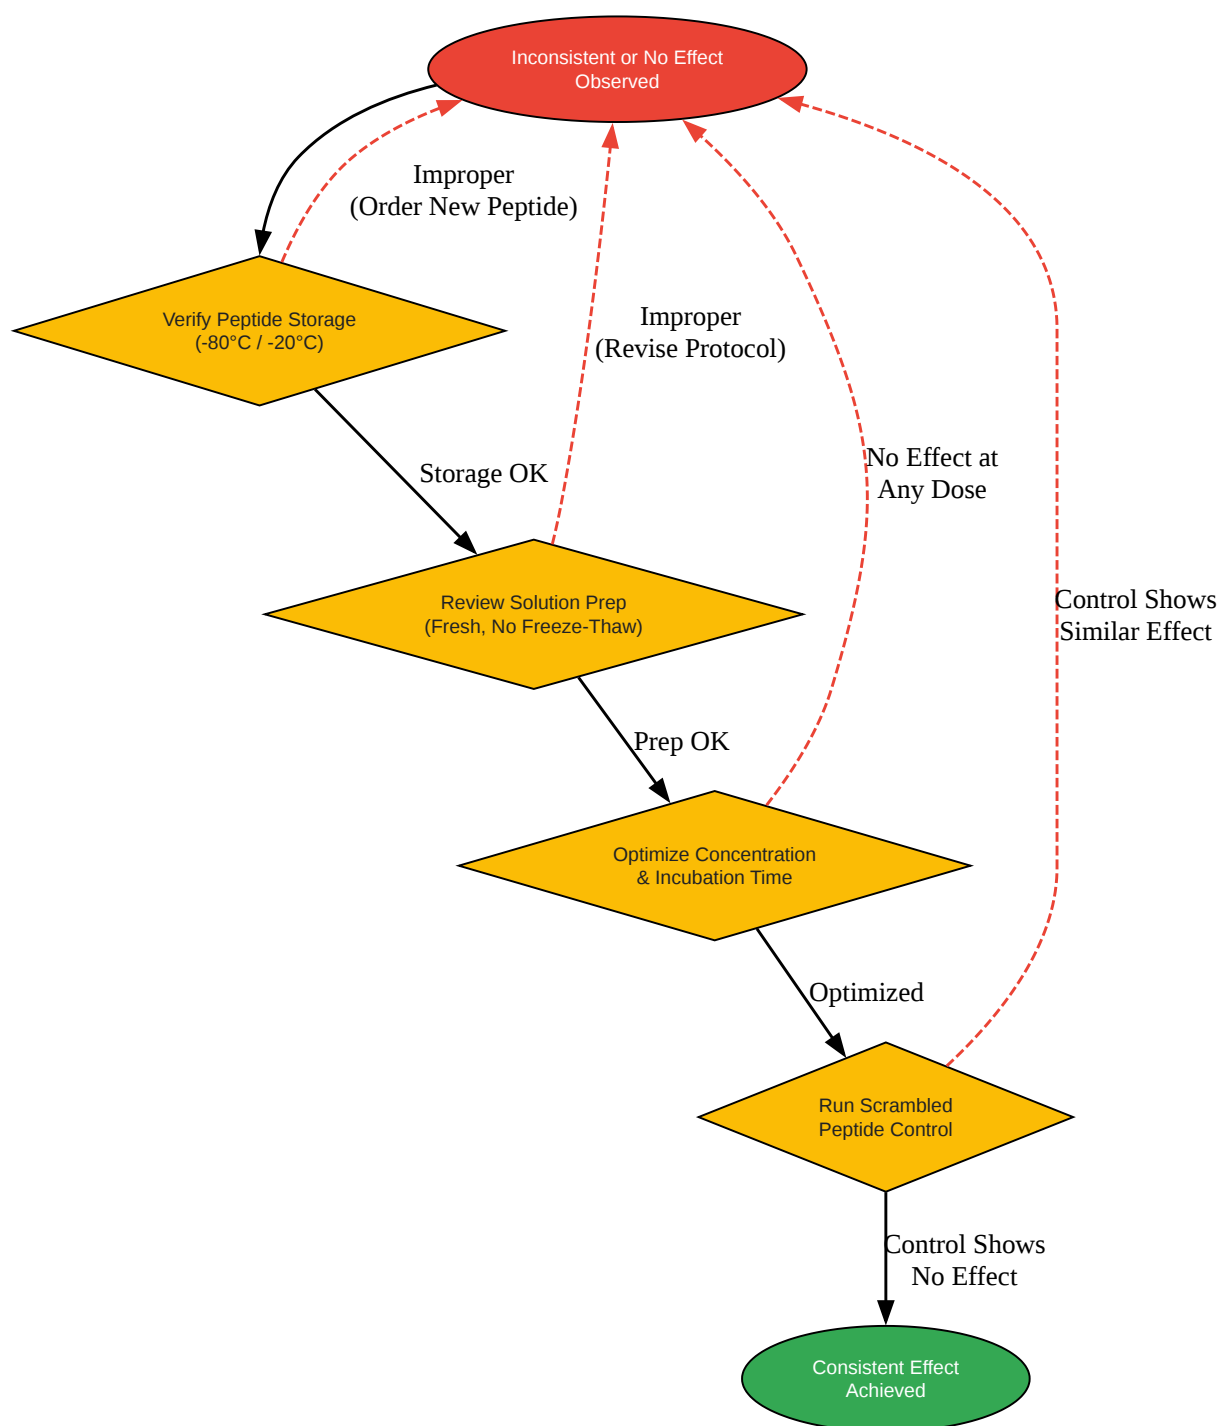 Inconsistent or No Effect
Observed
Improper
(Order New Peptide)
Verify Peptide Storage
(-80°C / -20°C)
Improper
(Revise Protocol)
Storage OK
No Effect at
Any Dose
Review Solution Prep
(Fresh, No Freeze-Thaw)
Control Shows
Similar Effect
Prep OK
Optimize Concentration
& Incubation Time
Optimized
Run Scrambled
Peptide Control
Control Shows
No Effect
Consistent Effect
Achieved